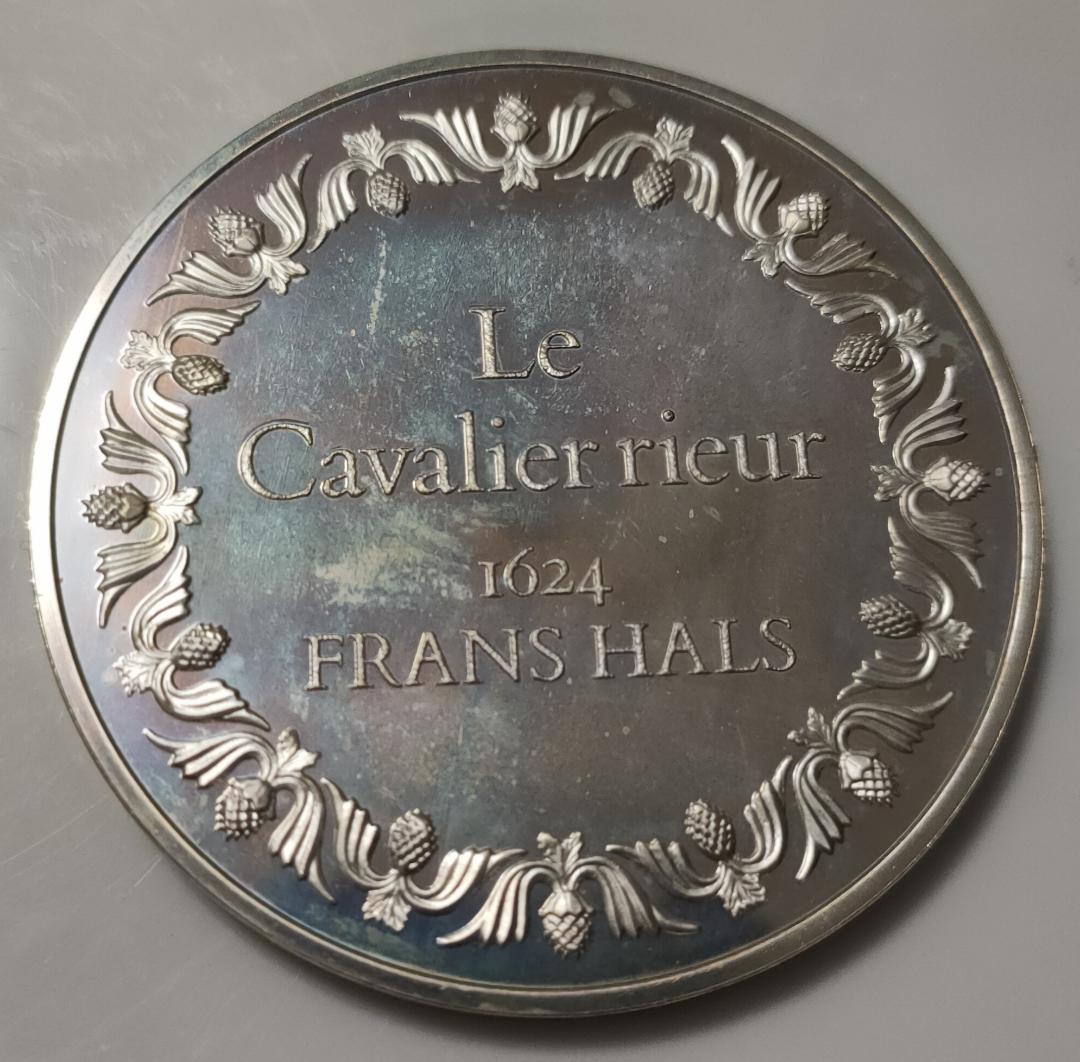 Le
Cavalier rieur
1624
FRANS HALS